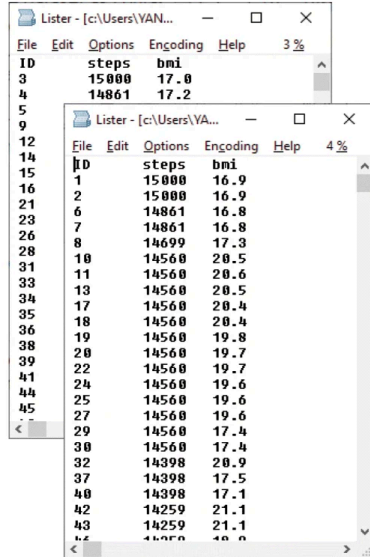 Lister - [c:\Users\YAN...
File Edit Options Encoding Help 3 %
ID steps bmi
3 15000 17.0
4 14861 17.2
5
9
12
14
15
16
21
23
26
28
31
33
34
35
36
38
39
41
44
45
Lister - [c:\Users\YA...
File Edit Options Encoding Help 4 %
ID steps bmi
1 15000 16.9
2 15000 16.9
6 14861 16.8
7 14861 16.8
8 14699 17.3
10 14560 20.5
11 14560 20.6
13 14560 20.5
17 14560 20.4
18 14560 20.4
19 14560 19.8
20 14560 19.7
22 14560 19.7
24 14560 19.6
25 14560 19.6
27 14560 19.6
29 14560 17.4
30 14560 17.4
32 14398 20.9
37 14398 17.5
40 14398 17.1
42 14259 21.1
43 14259 21.1